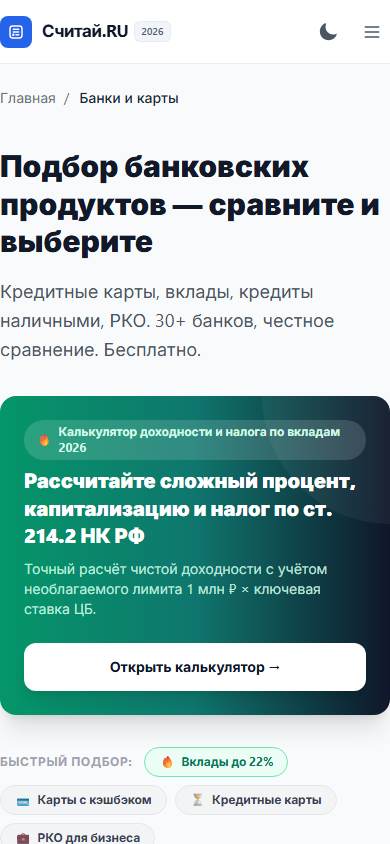 Считай.RU 2026
Главная / Банки и карты
Подбор банковских
продуктов — сравните и
выберите
Кредитные карты, вклады, кредиты
наличными, РКО. 30+ банков, честное
сравнение. Бесплатно.
Калькулятор доходности и налога по вкладам
2026
Рассчитайте сложный процент,
капитализацию и налог по ст.
214.2 НК РФ
Точный расчёт чистой доходности с учётом
необлагаемого лимита 1 млн ₽ × ключевая
ставка ЦБ.
Открыть калькулятор →
БЫСТРЫЙ ПОДБОР: Вклады до 22%
Карты с кэшбэком Кредитные карты
РКО для бизнеса